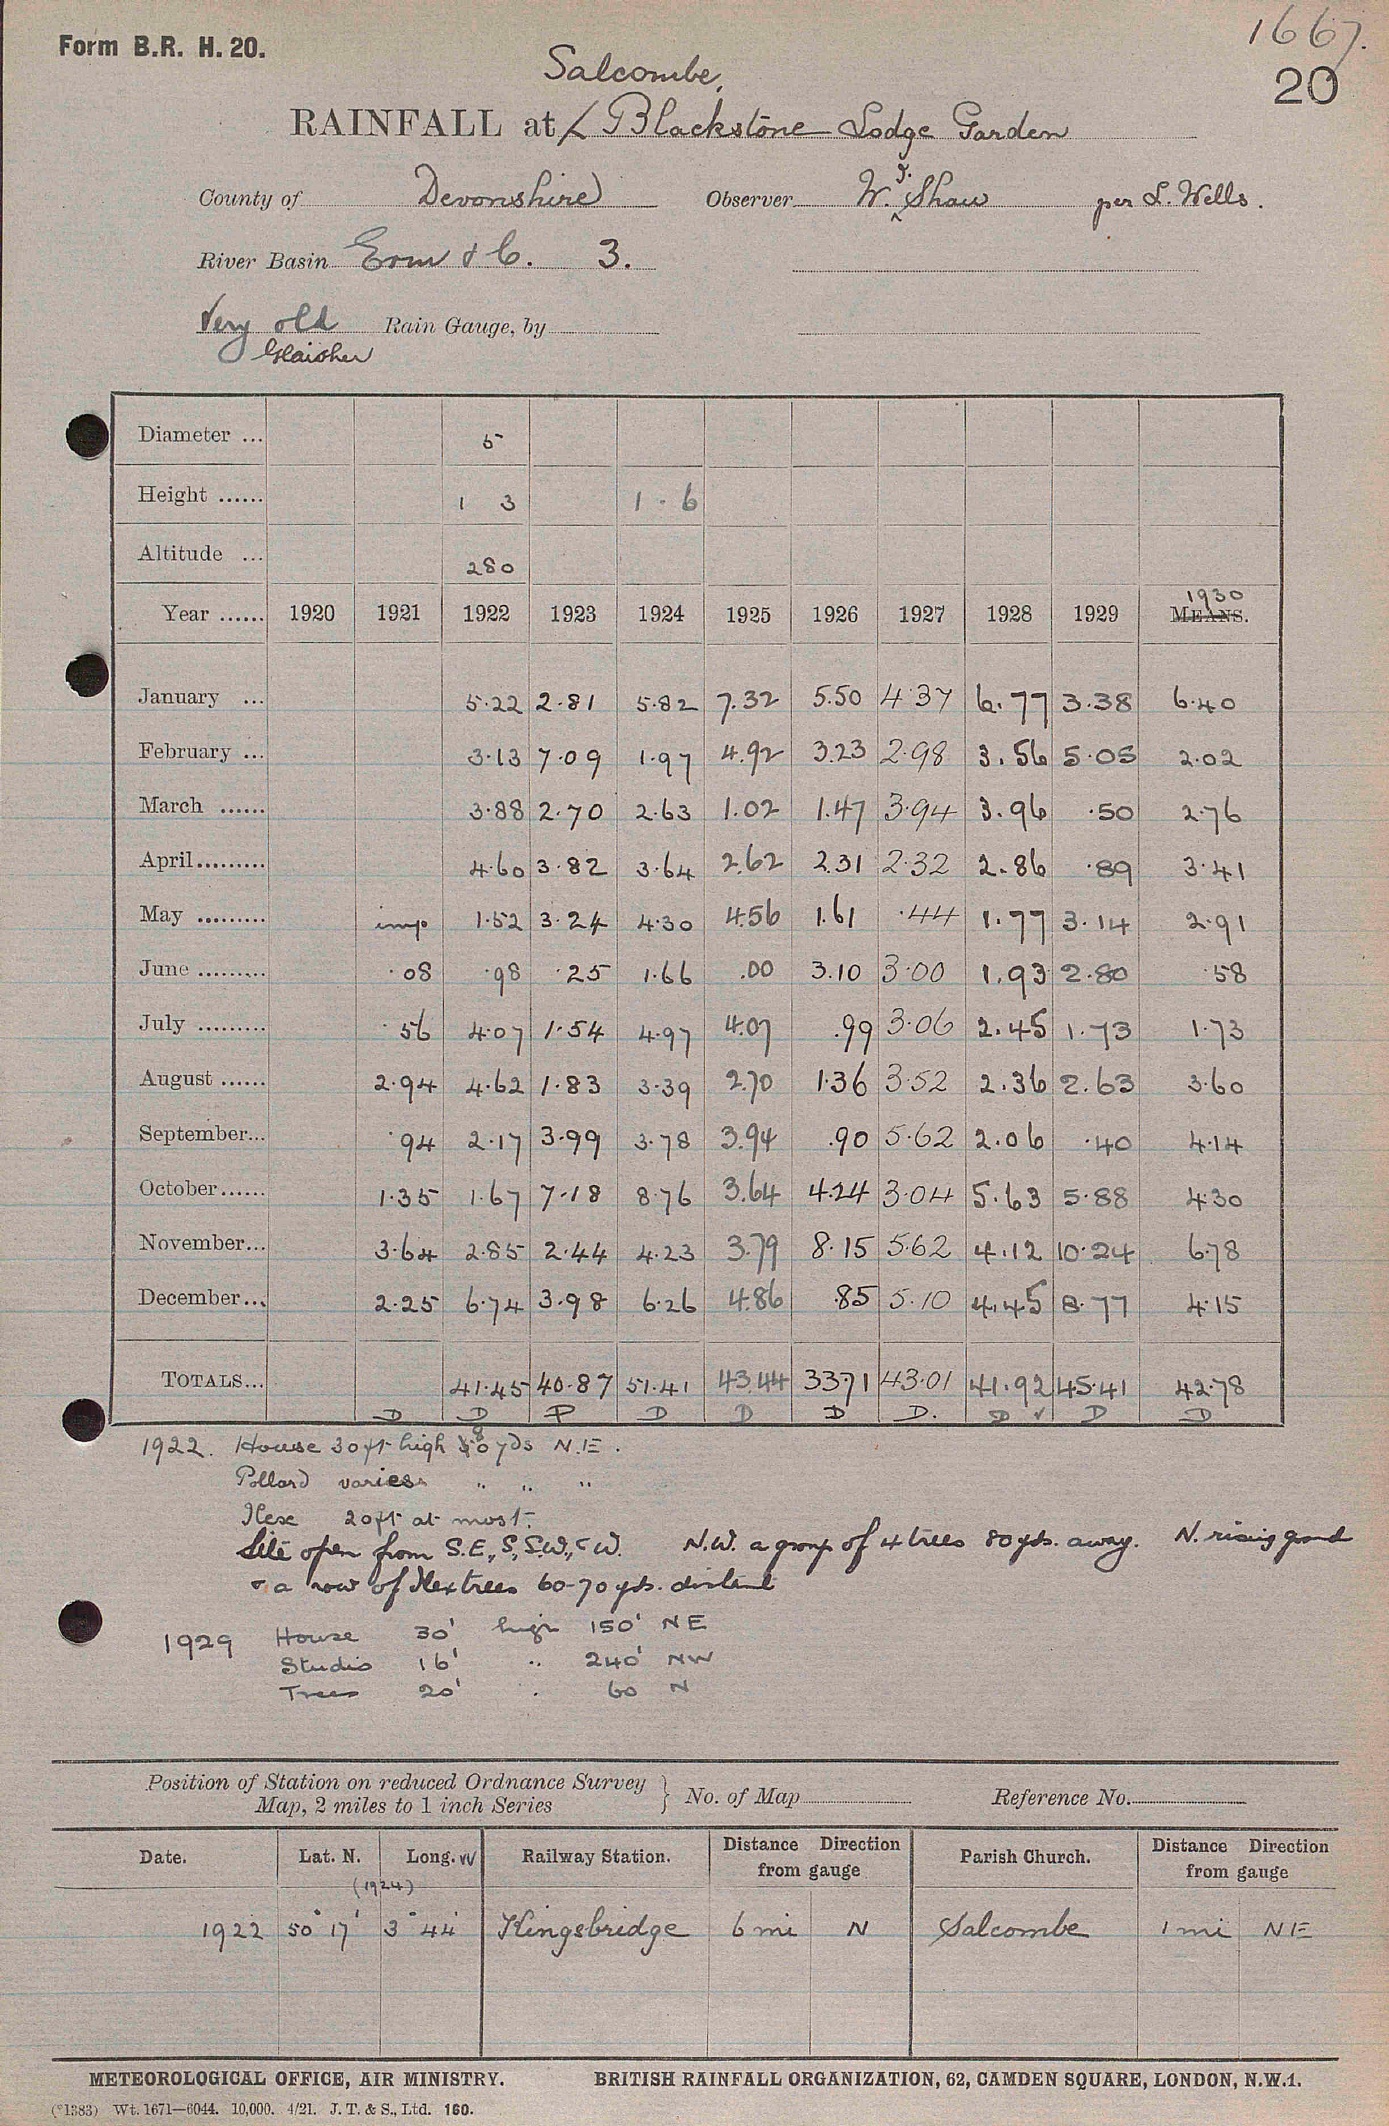 1667.
Form B.R. H. 20.
20
Salcombe,
RAINFALL at Blackstone Lodge Garden
County of Devonshire Observer W. J. Shaw per L. Wells.
River Basin Erm & C. 3.
Very old Rain Gauge, by
Glaisher
Diameter ... 5
Height ...... 1 3 1 - 6
Altitude ... 280
1930
Year ...... 1920 1921 1922 1923 1924 1925 1926 1927 1928 1929 MEANS.
January ... 5.22 2.81 5.82 7.32 5.50 4.37 6.77 3.38 6.40
February ... 3.13 7.09 1.97 4.92 3.23 2.98 3.56 5.05 2.02
March ...... 3.88 2.70 2.63 1.02 1.47 3.94 3.96 .50 2.76
April......... 4.60 3.82 3.64 2.62 2.31 2.32 2.86 .89 3.41
May ......... imp 1.52 3.24 4.30 4.56 1.61 .44 1.77 3.14 2.91
June ......... .08 .98 .25 1.66 .00 3.10 3.00 1.93 2.80 .58
July ......... .56 4.07 1.54 4.97 4.07 .99 3.06 2.45 1.73 1.73
August ...... 2.94 4.62 1.83 3.39 2.70 1.36 3.52 2.36 2.63 3.60
September... .94 2.17 3.99 3.78 3.94 .90 5.62 2.06 .40 4.14
October...... 1.35 1.67 7.18 8.76 3.64 4.24 3.04 5.63 5.88 4.30
November... 3.64 2.85 2.44 4.23 3.79 8.15 5.62 4.12 10.24 6.78
December... 2.25 6.74 3.98 6.26 4.86 .85 5.10 4.45 8.77 4.15
TOTALS... 41.45 40.87 51.41 43.44 33.71 43.01 41.92 45.41 42.78
D D P D D D D. D ✓ D D
1922. House 30ft high 80 yds N.E.
Pollard varies " " "
Ilexe 20ft at most.
Site open from S.E., S., S.W., & W. N.W. a group of 4 trees 80 yds. away. N. rising ground
& a row of Ilex trees 60-70 yds. distant
1929 House 30' high 150' NE
Studio 16' " 240' NW
Trees 20' " 60 N
Position of Station on reduced Ordnance Survey
Map, 2 miles to 1 inch Series } No. of Map Reference No.
Date. Lat. N. Long. W Railway Station. Distance from gauge Direction Parish Church. Distance from gauge Direction
(1924)
1922 50° 17' 3° 44' Kingsbridge 6 mi N Salcombe 1 mi NE
METEOROLOGICAL OFFICE, AIR MINISTRY. BRITISH RAINFALL ORGANIZATION, 62, CAMDEN SQUARE, LONDON, N.W.1.
(*1383) Wt. 1671—6044. 10,000. 4/21. J. T. & S., Ltd. 160.